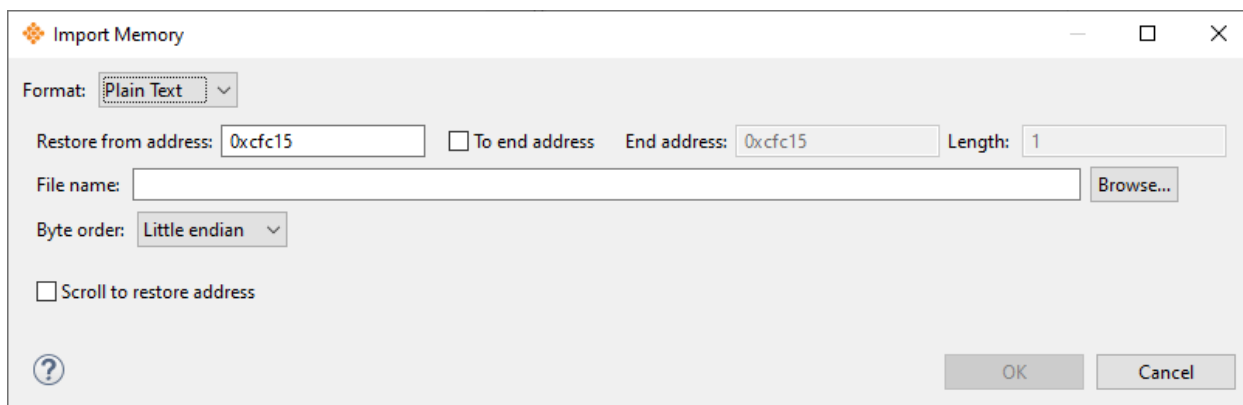 Import Memory
Format: Plain Text
Restore from address: 0xcfc15 To end address End address: 0xcfc15 Length: 1
File name: Browse...
Byte order: Little endian
Scroll to restore address
? OK Cancel